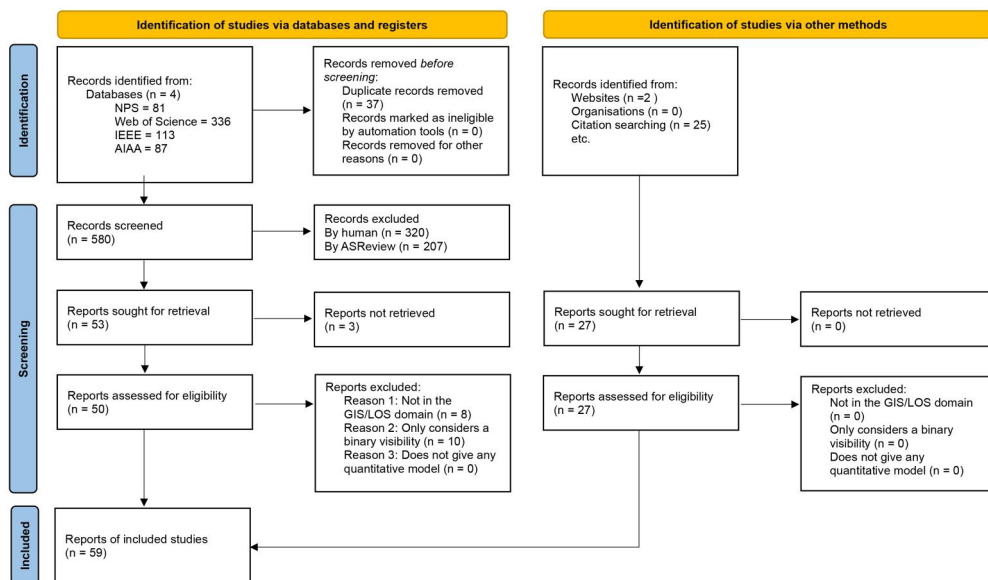 Identification of studies via databases and registers
Identification of studies via other methods
Identification
Records identified from:
Databases (n = 4)
NPS = 81
Web of Science = 336
IEEE = 113
AIAA = 87
Records removed before
screening:
Duplicate records removed
(n = 37)
Records marked as ineligible
by automation tools (n = 0)
Records removed for other
reasons (n = 0)
Records identified from:
Websites (n =2 )
Organisations (n = 0)
Citation searching (n = 25)
etc.
Screening
Records screened
(n = 580)
Records excluded
By human (n = 320)
By ASReview (n = 207)
Reports sought for retrieval
(n = 53)
Reports not retrieved
(n = 3)
Reports sought for retrieval
(n = 27)
Reports not retrieved
(n = 0)
Reports assessed for eligibility
(n = 50)
Reports excluded:
Reason 1: Not in the
GIS/LOS domain (n = 8)
Reason 2: Only considers a
binary visibility (n = 10)
Reason 3: Does not give any
quantitative model (n = 0)
Reports assessed for eligibility
(n = 27)
Reports excluded:
Not in the GIS/LOS domain
(n = 0)
Only considers a binary
visibility (n = 0)
Does not give any
quantitative model (n = 0)
Included
Reports of included studies
(n = 59)